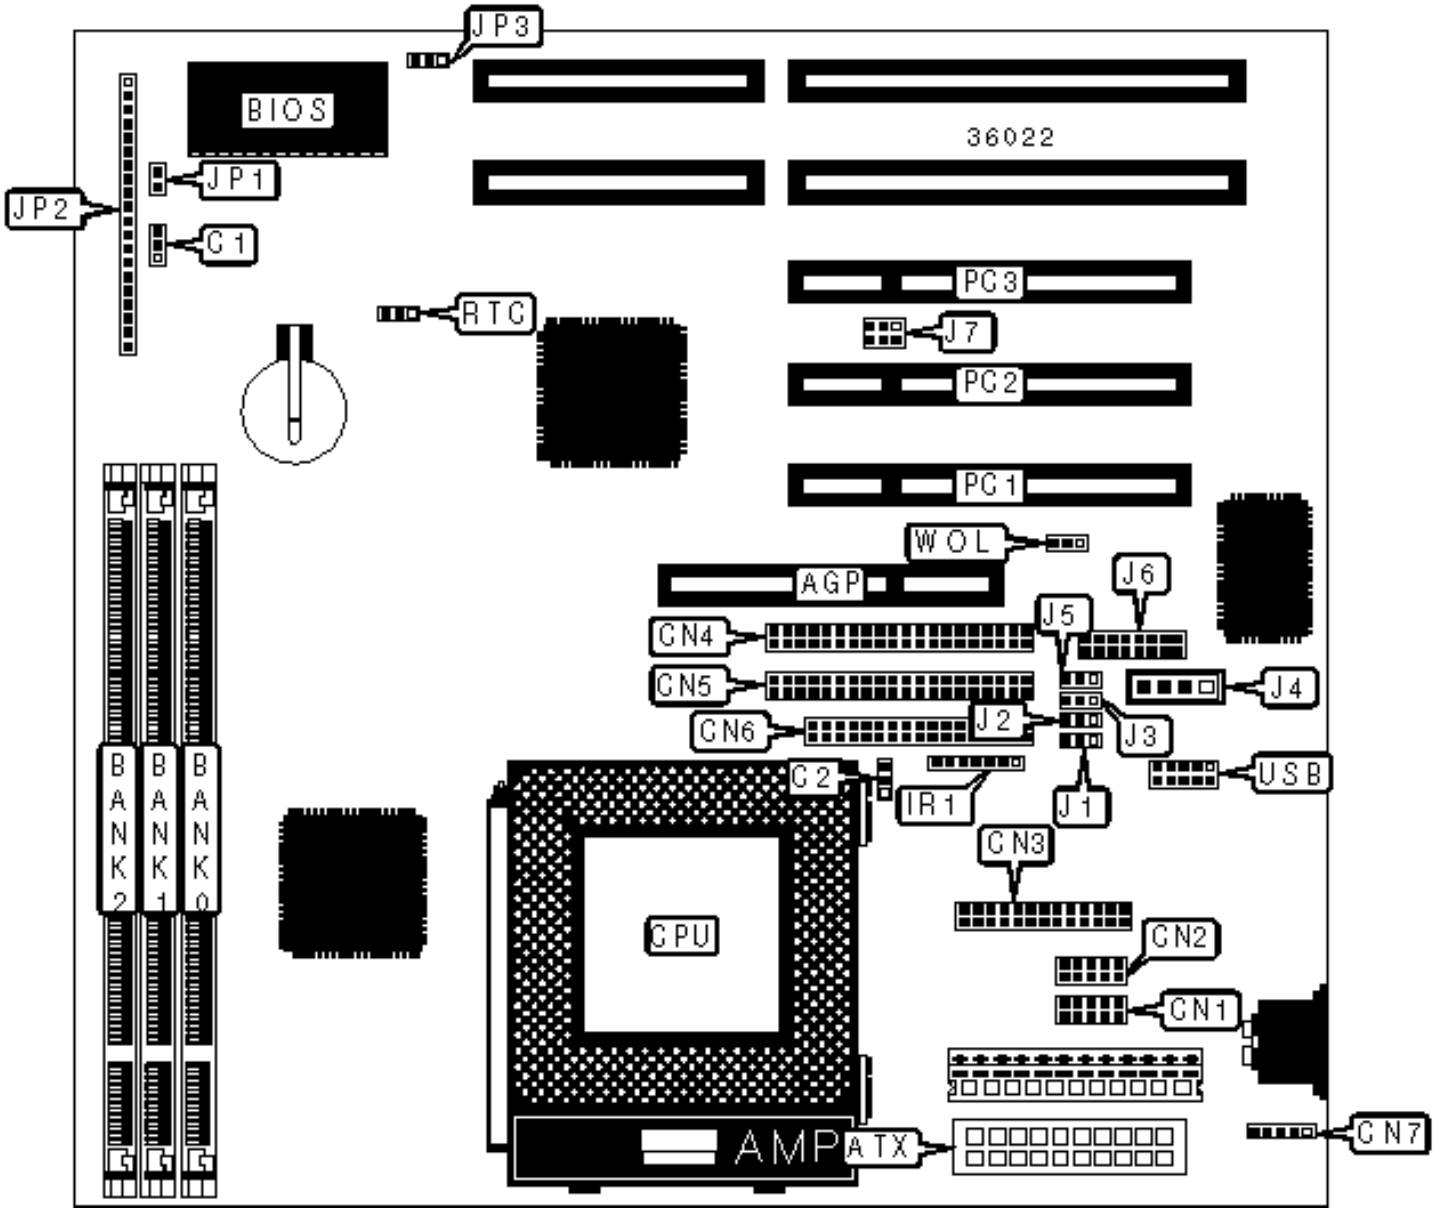 JP3
BIOS
36022
JP1
JP2
C1
PC3
RTC
J7
PC2
PC1
WOL
J6
AGP
J5
CN4
CN5
J4
J2
CN6
J3
C2
USB
IR1
J1
BANK2
BANK1
BANK0
CN3
CPU
CN2
CN1
AMP
ATX
CN7